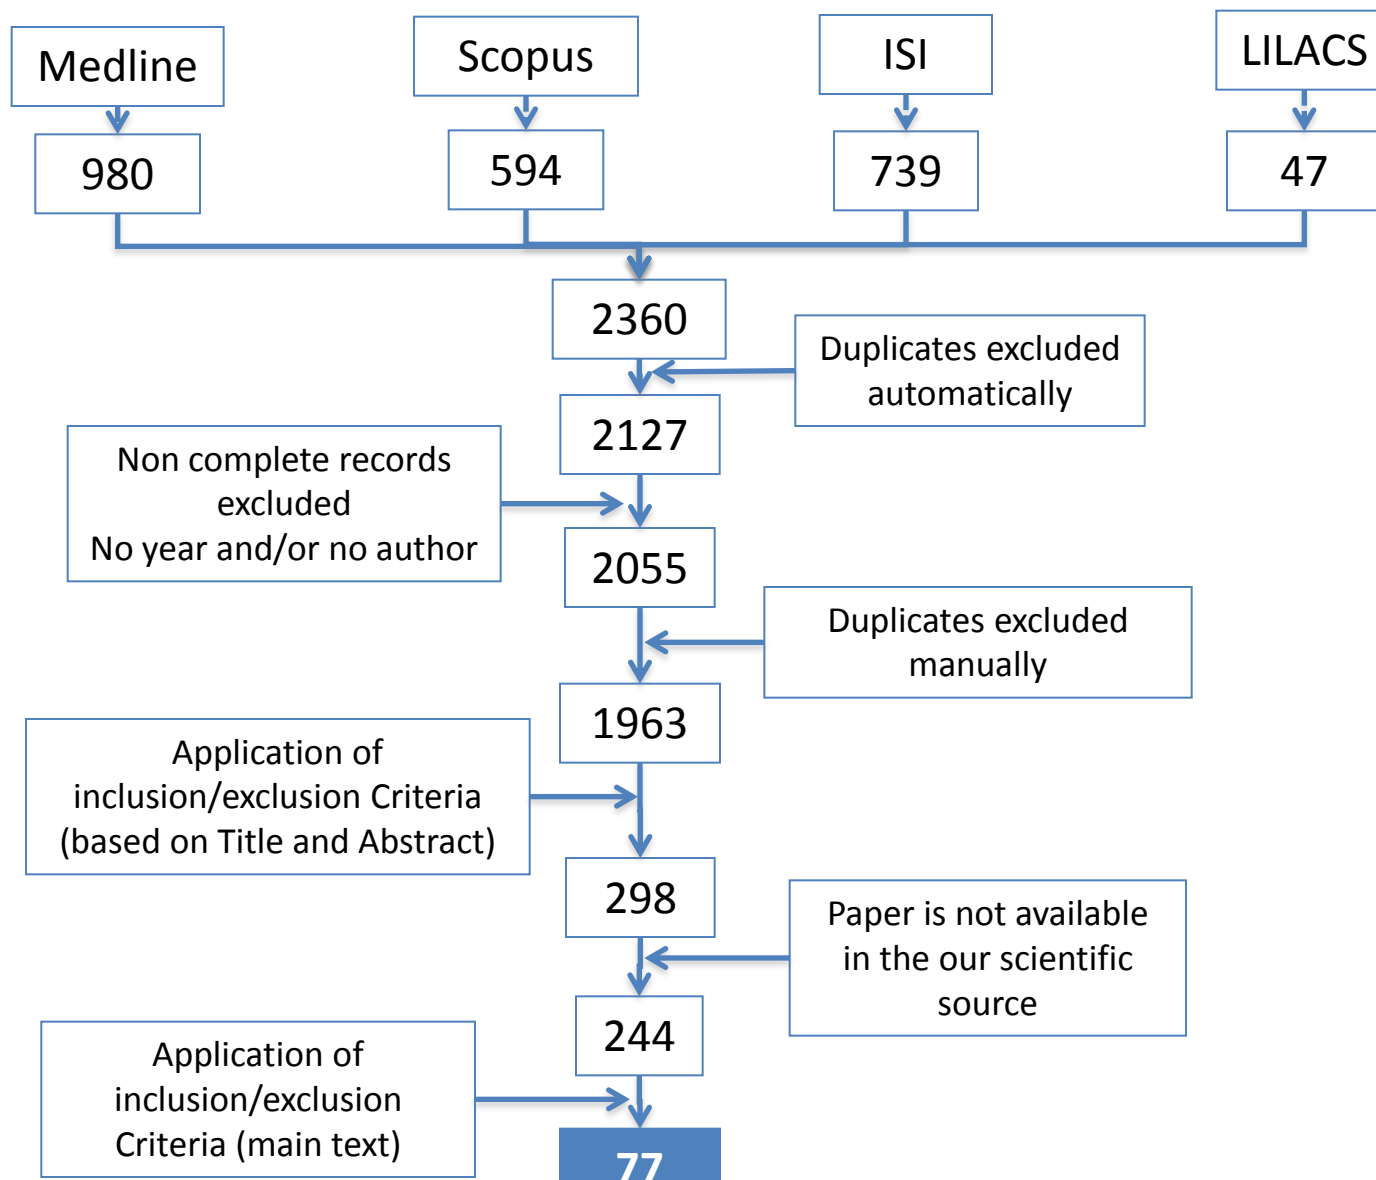 Medline
Scopus
ISI
LILACS
980
594
739
47
2360
Duplicates excluded
automatically
2127
Non complete records
excluded
No year and/or no author
2055
Duplicates excluded
manually
1963
Application of
inclusion/exclusion Criteria
(based on Title and Abstract)
298
Paper is not available
in the our scientific
source
244
Application of
inclusion/exclusion
Criteria (main text)
77